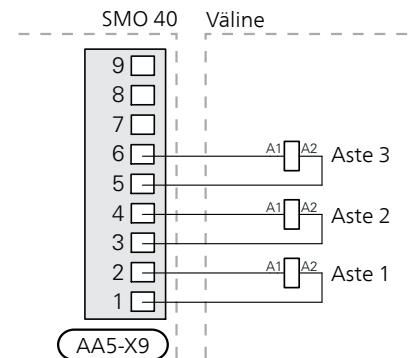 SMO 40 Väline
9
8
7
6 A1 A2 Aste 3
5
4 A1 A2 Aste 2
3
2 A1 A2 Aste 1
1
AA5-X9